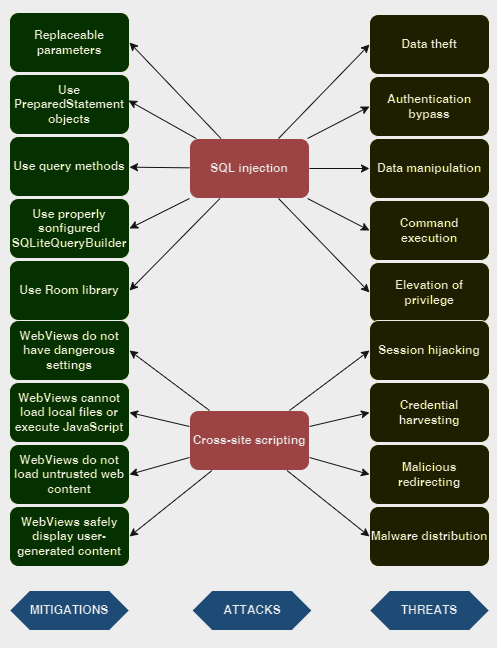 Replaceable
parameters
Use
PreparedStatement
objects
Use query methods
Use properly
sonfigured
SQLiteQueryBuilder
Use Room library
WebViews do not
have dangerous
settings
WebViews cannot
load local files or
execute JavaScript
WebViews do not
load untrusted web
content
WebViews safely
display user-
generated content
MITIGATIONS
SQL injection
Cross-site scripting
ATTACKS
Data theft
Authentication
bypass
Data manipulation
Command
execution
Elevation of
privilege
Session hijacking
Credential
harvesting
Malicious
redirecting
Malware distribution
THREATS